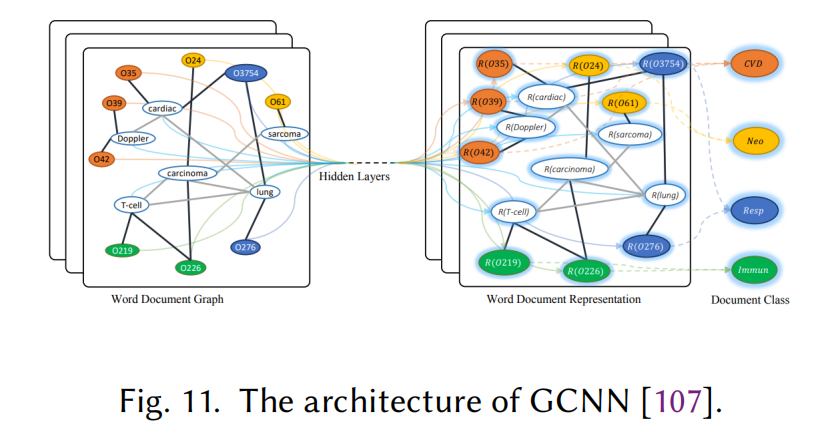 O24
O35
O3754
O39
O61
cardiac
Doppler
sarcoma
O42
carcinoma
lung
T-cell
O219
O276
O226
Word Document Graph
Hidden Layers
R(O35)
R(O24)
R(O3754)
R(O39)
R(cardiac)
R(O61)
R(Doppler)
R(sarcoma)
R(O42)
R(carcinoma)
R(lung)
R(T-cell)
R(O276)
R(O219)
R(O226)
Word Document Representation
CVD
Neo
Resp
Immun
Document Class
Fig. 11. The architecture of GCNN [107].